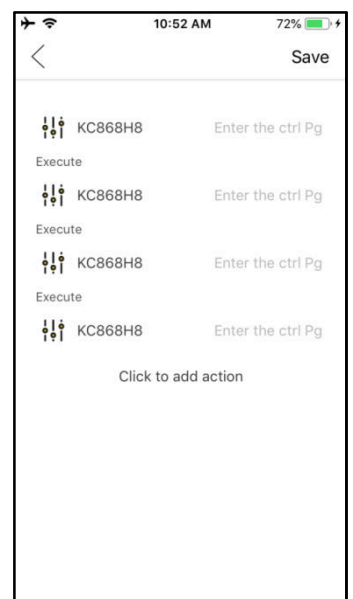 10:52 AM 72%
Save
KC868H8 Enter the ctrl Pg
Execute
KC868H8 Enter the ctrl Pg
Execute
KC868H8 Enter the ctrl Pg
Execute
KC868H8 Enter the ctrl Pg
Click to add action